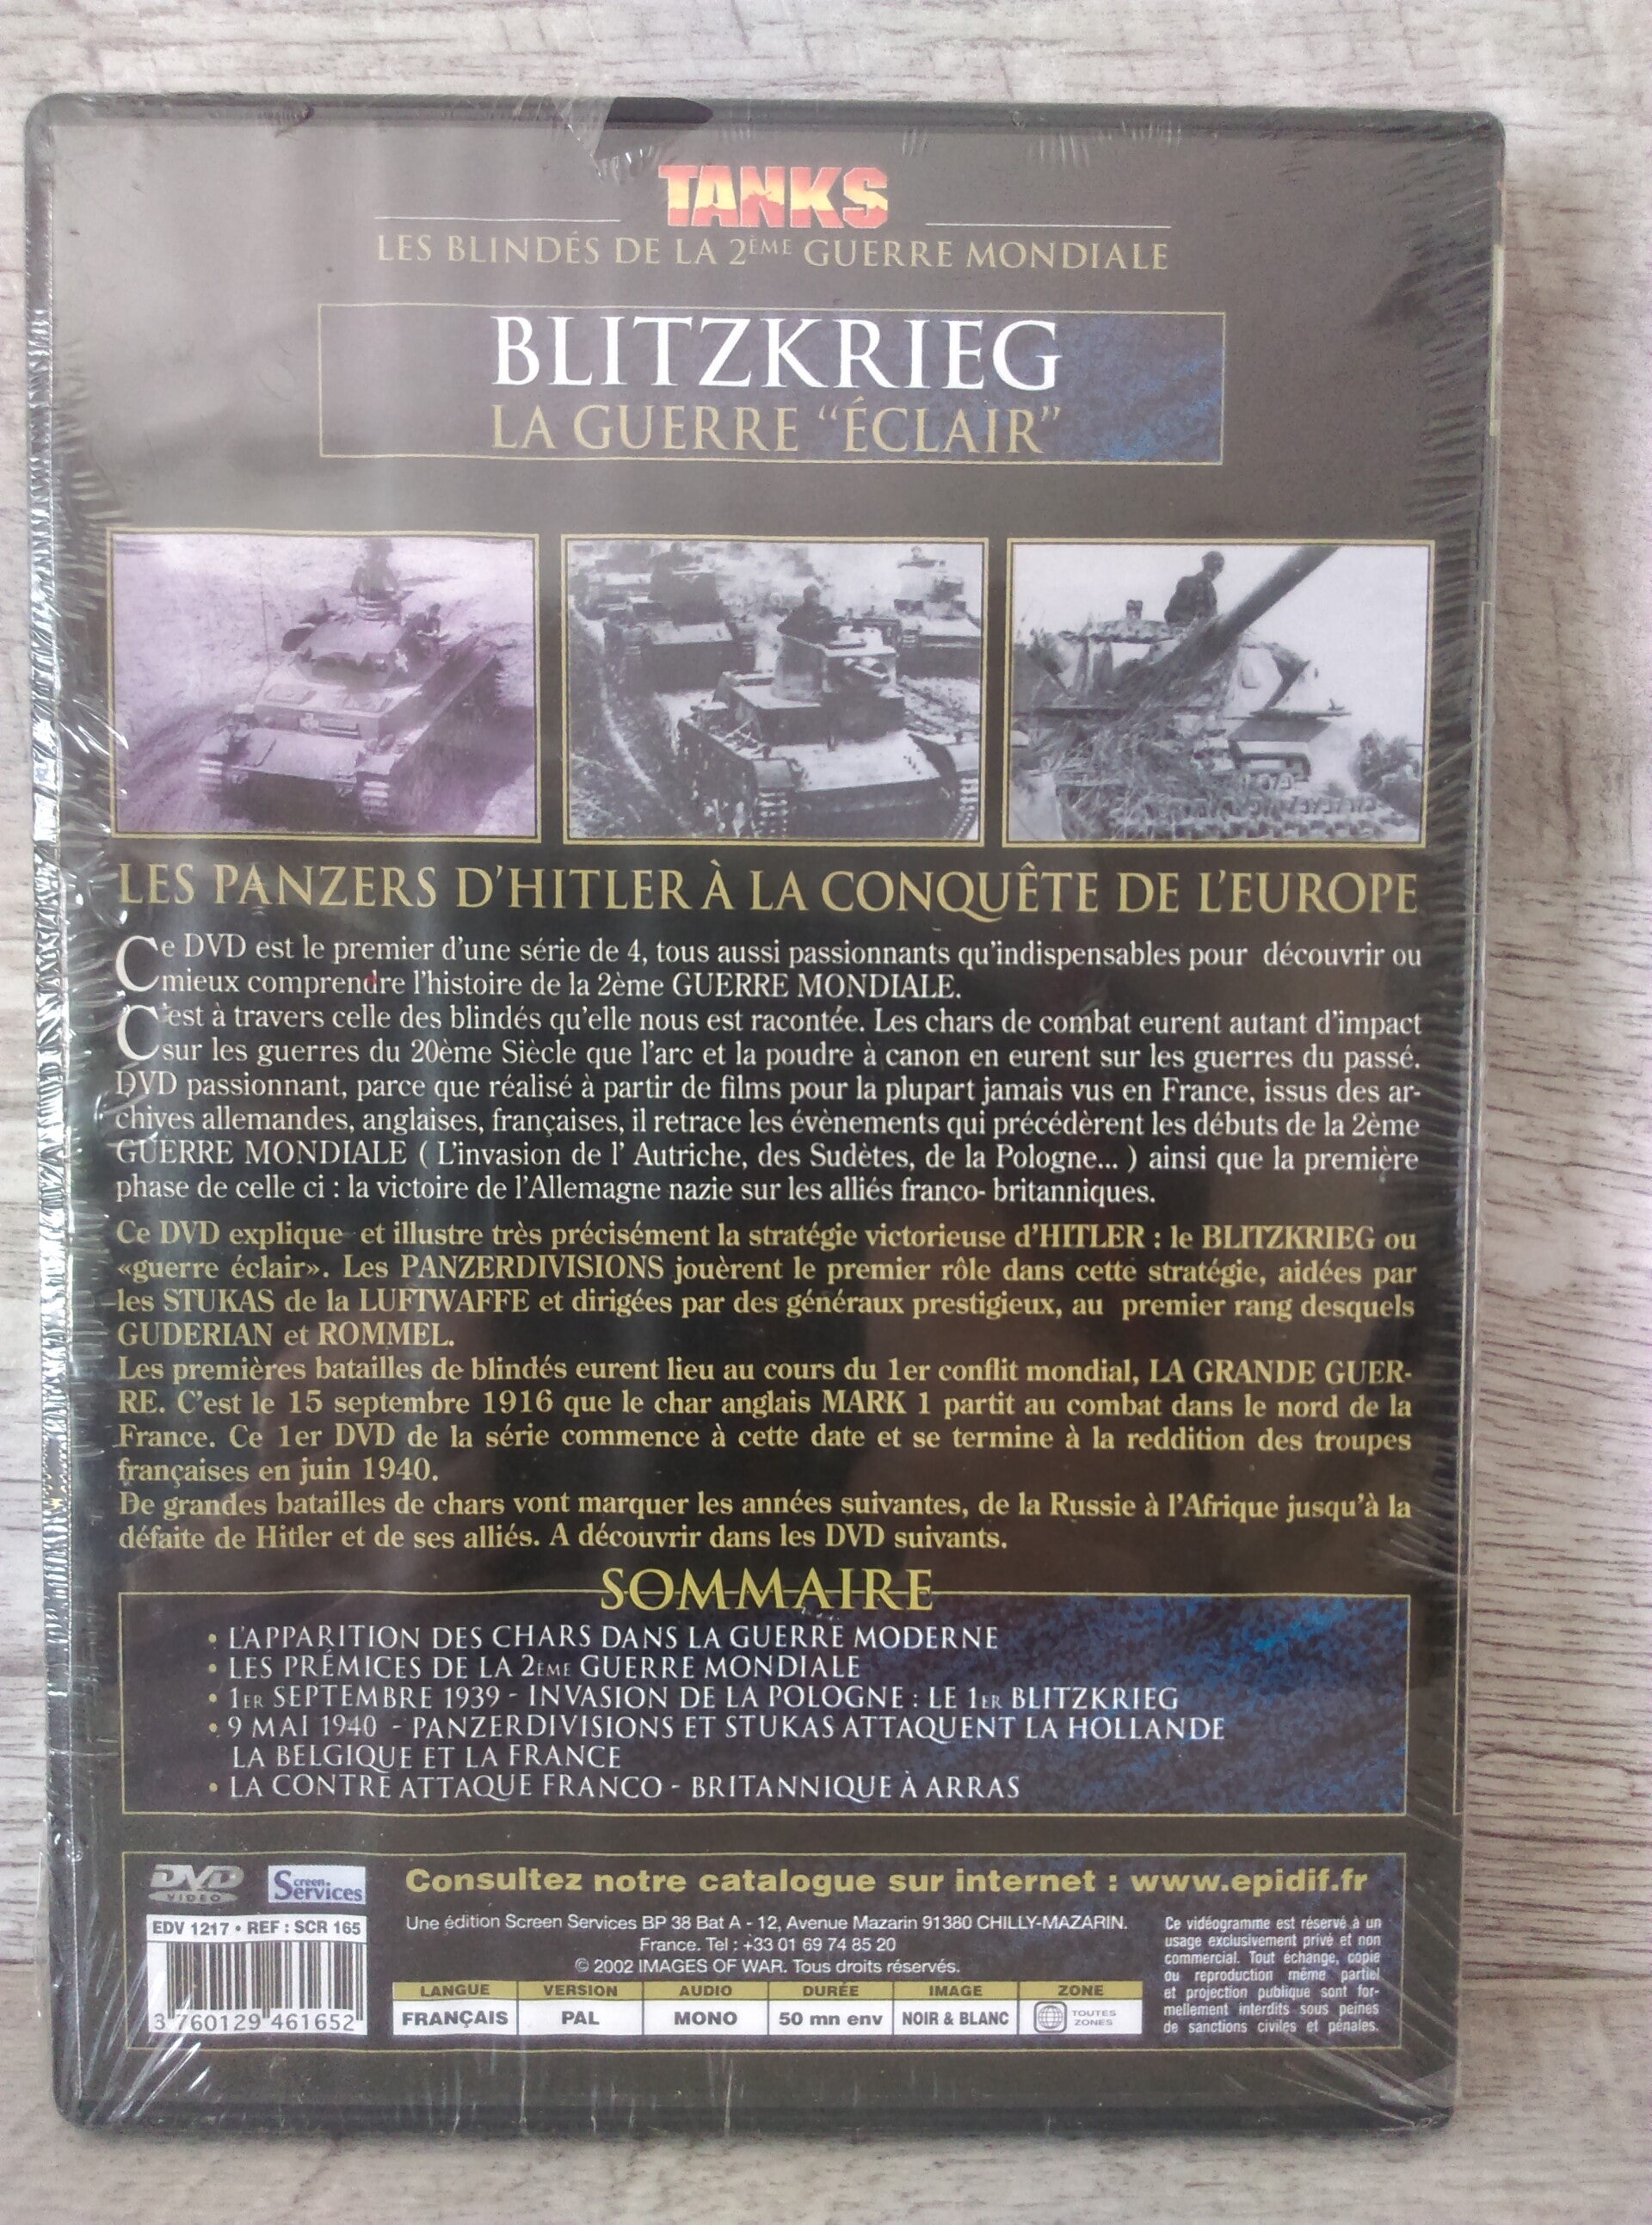 TANKS
LES BLINDÉS DE LA 2ÈME GUERRE MONDIALE
BLITZKRIEG
LA GUERRE “ÉCLAIR”
LES PANZERS D'HITLER À LA CONQUÊTE DE L'EUROPE
Ce DVD est le premier d'une série de 4, tous aussi passionnants qu'indispensables pour découvrir ou
mieux comprendre l'histoire de la 2ème GUERRE MONDIALE.
C'est à travers celle des blindés qu'elle nous est racontée. Les chars de combat eurent autant d'impact
sur les guerres du 20ème Siècle que l'arc et la poudre à canon en eurent sur les guerres du passé.
DVD passionnant, parce que réalisé à partir de films pour la plupart jamais vus en France, issus des ar-
chives allemandes, anglaises, françaises, il retrace les évènements qui précédèrent les débuts de la 2ème
GUERRE MONDIALE ( L'invasion de l' Autriche, des Sudètes, de la Pologne... ) ainsi que la première
phase de celle ci : la victoire de l'Allemagne nazie sur les alliés franco- britanniques.
Ce DVD explique et illustre très précisément la stratégie victorieuse d'HITLER : le BLITZKRIEG ou
«guerre éclair». Les PANZERDIVISIONS jouèrent le premier rôle dans cette stratégie, aidées par
les STUKAS de la LUFTWAFFE et dirigées par des généraux prestigieux, au premier rang desquels
GUDERIAN et ROMMEL.
Les premières batailles de blindés eurent lieu au cours du 1er conflit mondial, LA GRANDE GUER-
RE. C'est le 15 septembre 1916 que le char anglais MARK 1 partit au combat dans le nord de la
France. Ce 1er DVD de la série commence à cette date et se termine à la reddition des troupes
françaises en juin 1940.
De grandes batailles de chars vont marquer les années suivantes, de la Russie à l'Afrique jusqu'à la
défaite de Hitler et de ses alliés. A découvrir dans les DVD suivants.
SOMMAIRE
• L'APPARITION DES CHARS DANS LA GUERRE MODERNE
• LES PRÉMICES DE LA 2ÈME GUERRE MONDIALE
• 1ER SEPTEMBRE 1939 - INVASION DE LA POLOGNE : LE 1ER BLITZKRIEG
• 9 MAI 1940 - PANZERDIVISIONS ET STUKAS ATTAQUENT LA HOLLANDE
LA BELGIQUE ET LA FRANCE
• LA CONTRE ATTAQUE FRANCO - BRITANNIQUE À ARRAS
DVD VIDEO
Screen Services
Consultez notre catalogue sur internet : www.epidif.fr
EDV 1217 • REF : SCR 165
3 760129 461652
Une édition Screen Services BP 38 Bat A - 12, Avenue Mazarin 91380 CHILLY-MAZARIN.
France. Tel : +33 01 69 74 85 20
© 2002 IMAGES OF WAR. Tous droits réservés.
LANGUE VERSION AUDIO DURÉE IMAGE ZONE
FRANÇAIS PAL MONO 50 mn env NOIR & BLANC TOUTES ZONES
Ce vidéogramme est réservé à un
usage exclusivement privé et non
commercial. Tout échange, copie
ou reproduction même partiel
et projection publique sont for-
mellement interdits sous peines
de sanctions civiles et pénales.